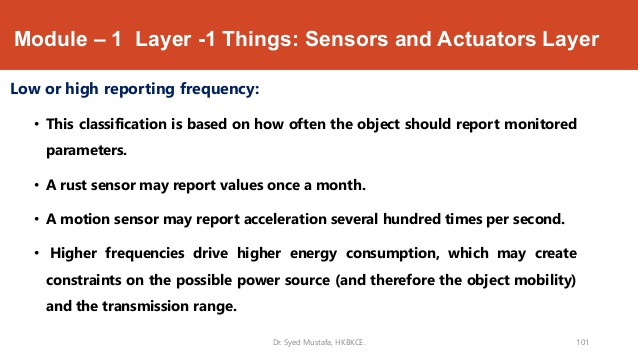 Module – 1 Layer -1 Things: Sensors and Actuators Layer
Low or high reporting frequency:
• This classification is based on how often the object should report monitored
parameters.
• A rust sensor may report values once a month.
• A motion sensor may report acceleration several hundred times per second.
• Higher frequencies drive higher energy consumption, which may create
constraints on the possible power source (and therefore the object mobility)
and the transmission range.
Dr. Syed Mustafa, HKBKCE. 101